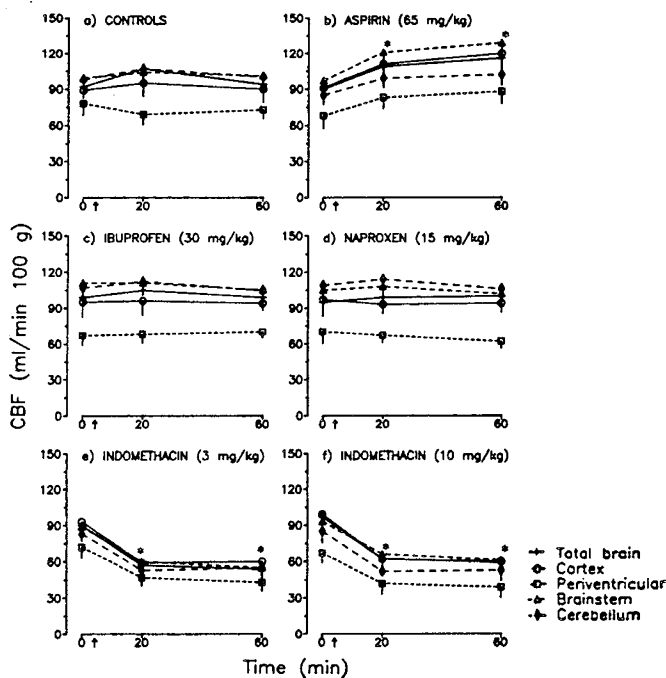 a) CONTROLS
b) ASPIRIN (65 mg/kg)
150
120
90
60
30
0
0 ↑ 20 60
150
120
90
60
30
0
* *
0 ↑ 20 60
c) IBUPROFEN (30 mg/kg)
d) NAPROXEN (15 mg/kg)
150
120
90
60
30
0
0 ↑ 20 60
150
120
90
60
30
0
0 ↑ 20 60
CBF (ml/min 100 g)
e) INDOMETHACIN (3 mg/kg)
f) INDOMETHACIN (10 mg/kg)
150
120
90
60
30
0
* *
0 ↑ 20 60
150
120
90
60
30
0
* *
0 ↑ 20 60
Time (min)
Total brain
Cortex
Periventricular
Brainstem
Cerebellum